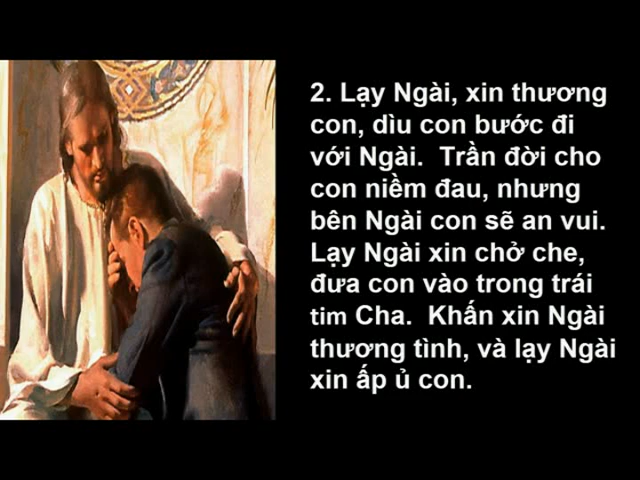 2. Lạy Ngài, xin thương
con, dìu con bước đi
với Ngài.  Trần đời cho
con niềm đau, nhưng
bên Ngài con sẽ an vui.
Lạy Ngài xin chở che,
đưa con vào trong trái
tim Cha.  Khấn xin Ngài
thương tình, và lạy Ngài
xin ấp ủ con.